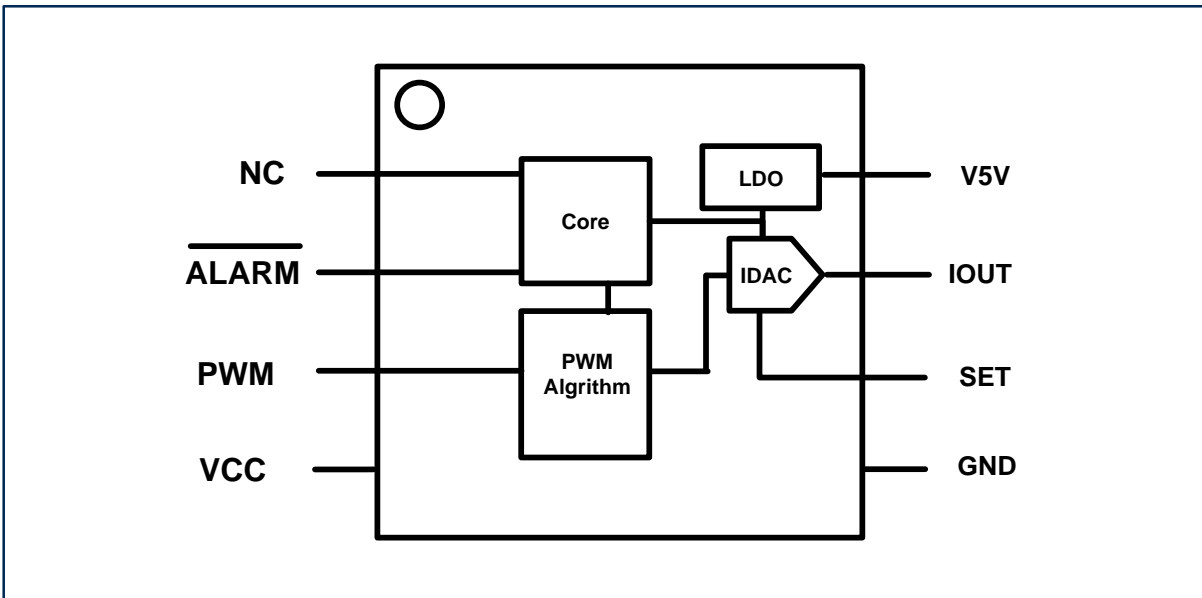 NC
ALARM
PWM
VCC
Core
PWM
Algrithm
LDO
IDAC
V5V
IOUT
SET
GND